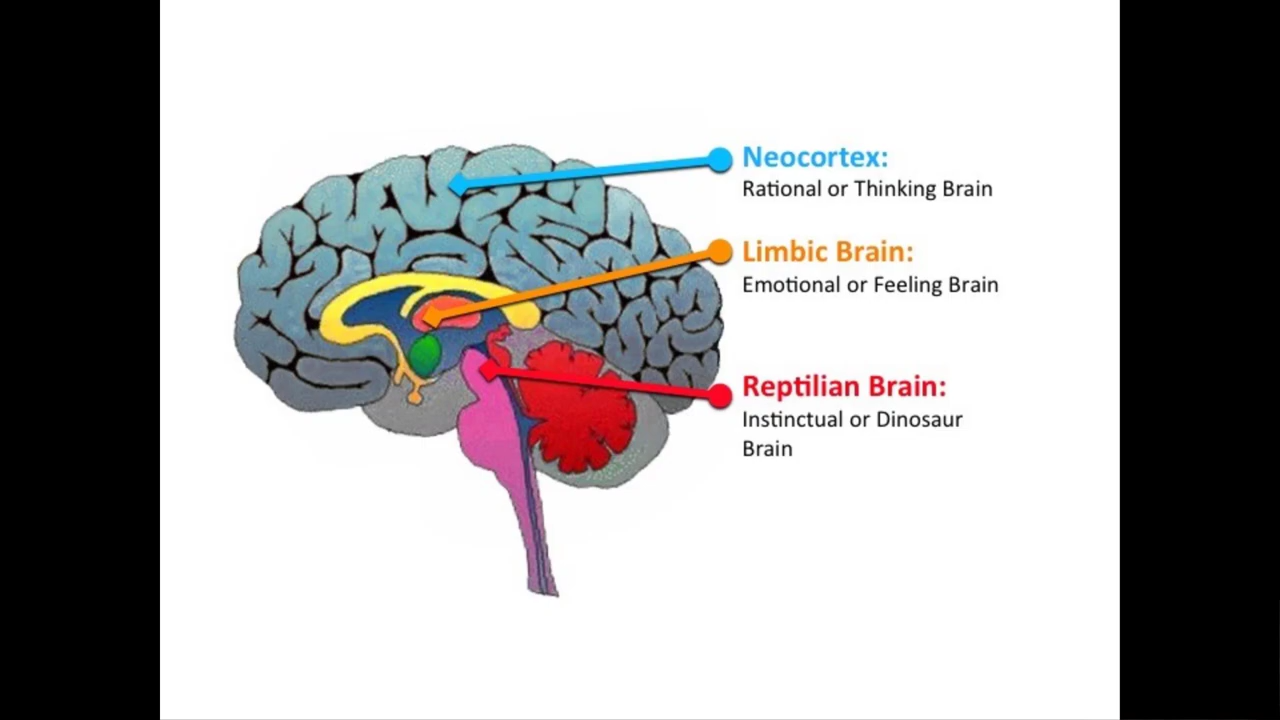 Neocortex:
Rational or Thinking Brain
Limbic Brain:
Emotional or Feeling Brain
Reptilian Brain:
Instinctual or Dinosaur
Brain